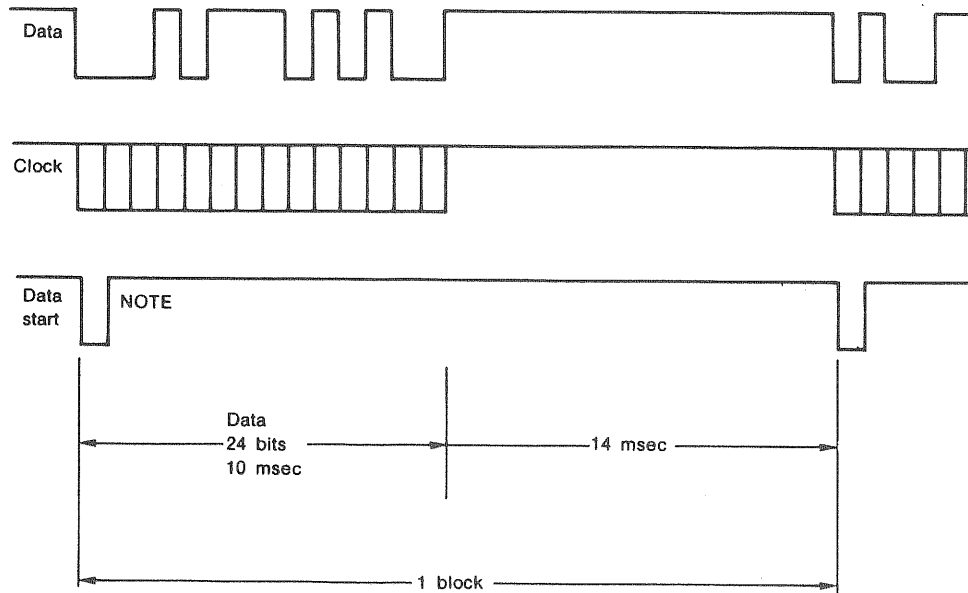 Data
Clock
Data
start
NOTE
Data
24 bits
10 msec
14 msec
1 block